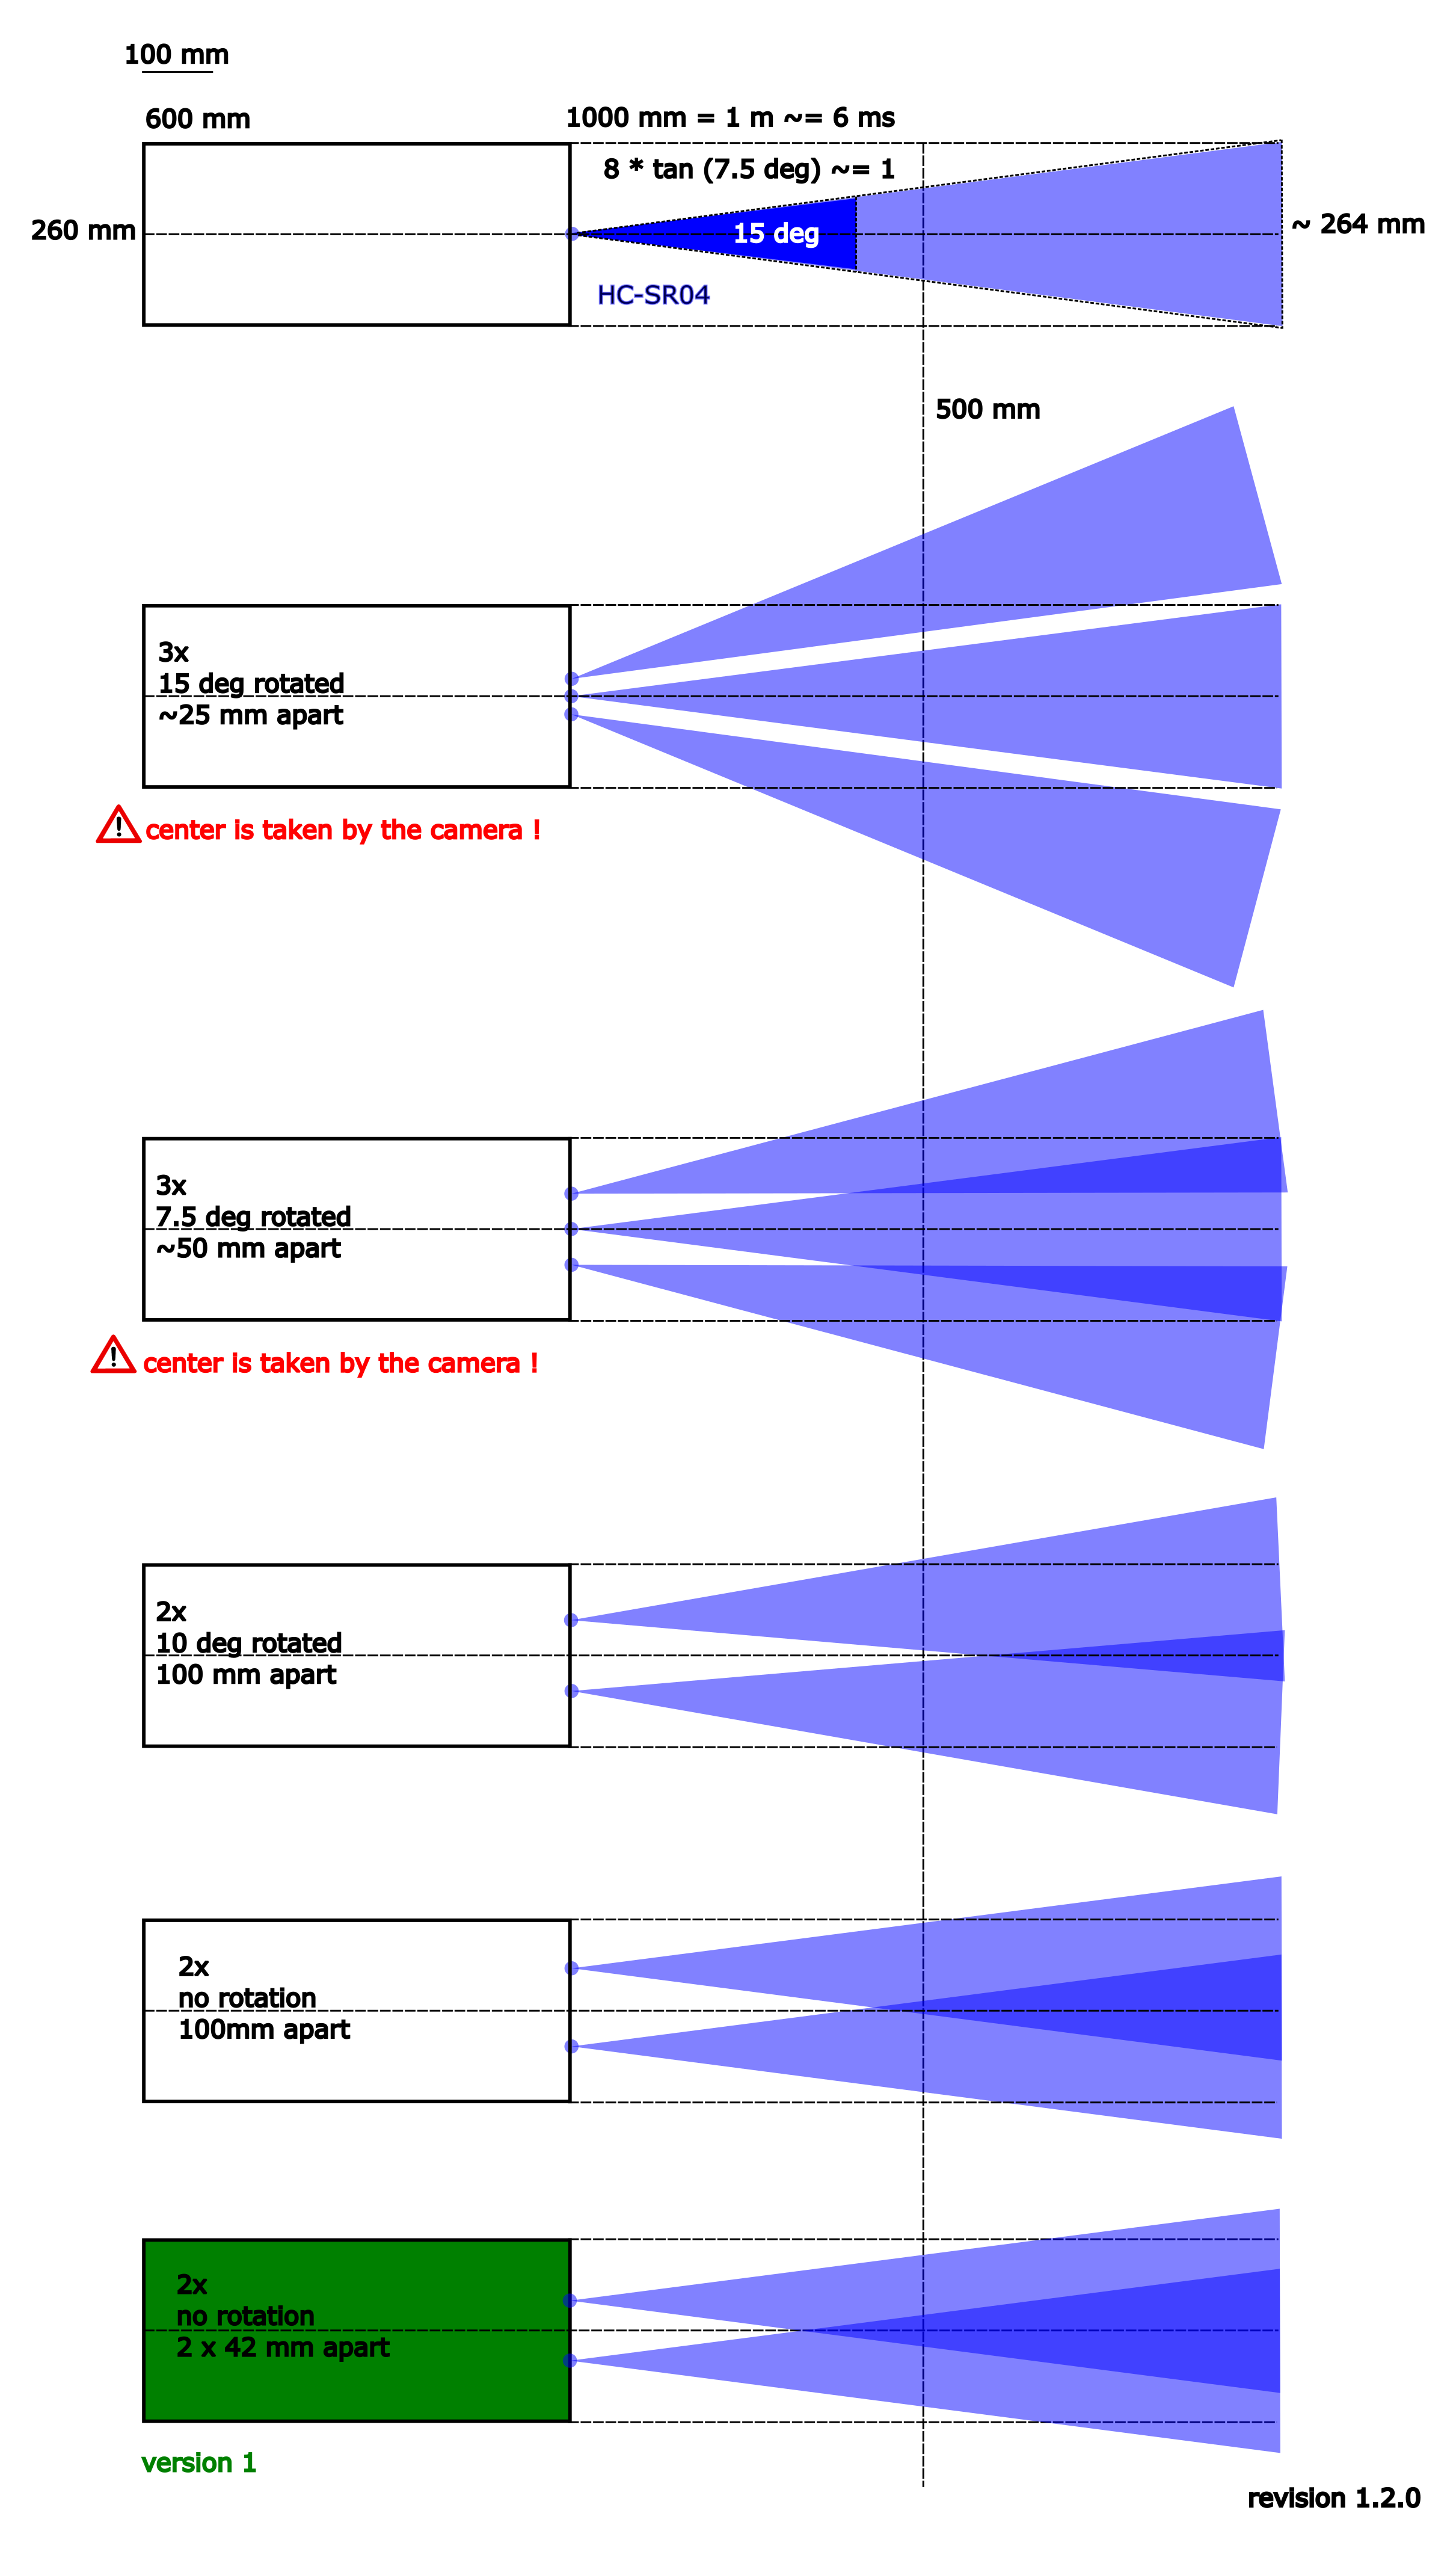 100 mm
600 mm
1000 mm = 1 m ~= 6 ms
8 * tan (7.5 deg) ~= 1
260 mm
15 deg
~ 264 mm
HC-SR04
500 mm
3x
15 deg rotated
~25 mm apart
center is taken by the camera !
3x
7.5 deg rotated
~50 mm apart
center is taken by the camera !
2x
10 deg rotated
100 mm apart
2x
no rotation
100mm apart
2x
no rotation
2 x 42 mm apart
version 1
revision 1.2.0